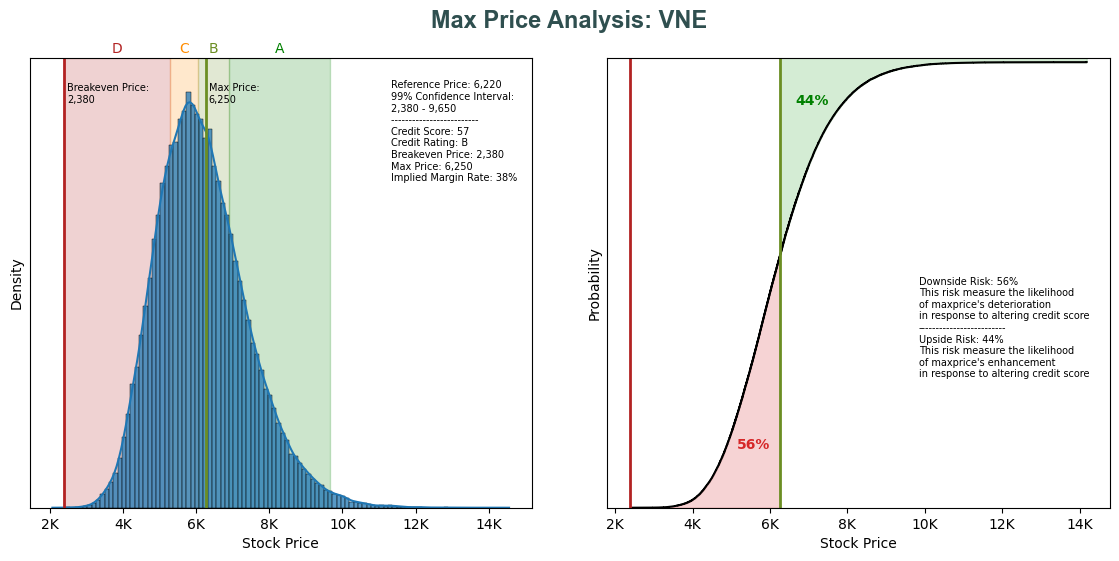 Max Price Analysis: VNE
D C B A
Breakeven Price:
2,380
Max Price:
6,250
Reference Price: 6,220
99% Confidence Interval:
2,380 - 9,650
-------------------------
Credit Score: 57
Credit Rating: B
Breakeven Price: 2,380
Max Price: 6,250
Implied Margin Rate: 38%
Density
2K 4K 6K 8K 10K 12K 14K
Stock Price
44%
56%
Downside Risk: 56%
This risk measure the likelihood
of maxprice's deterioration
in response to altering credit score
-------------------------
Upside Risk: 44%
This risk measure the likelihood
of maxprice's enhancement
in response to altering credit score
Probability
2K 4K 6K 8K 10K 12K 14K
Stock Price